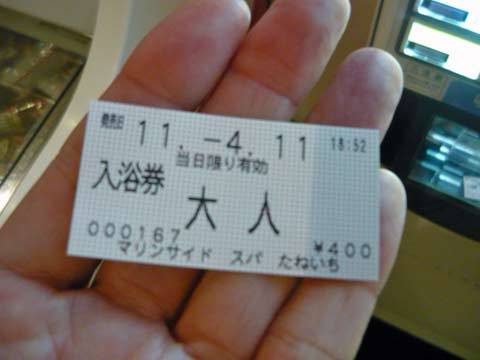 発売日 11.-4.11 18:52
当日限り有効
入浴券
大人
000167 ¥400
マリンサイド スパ たねいち